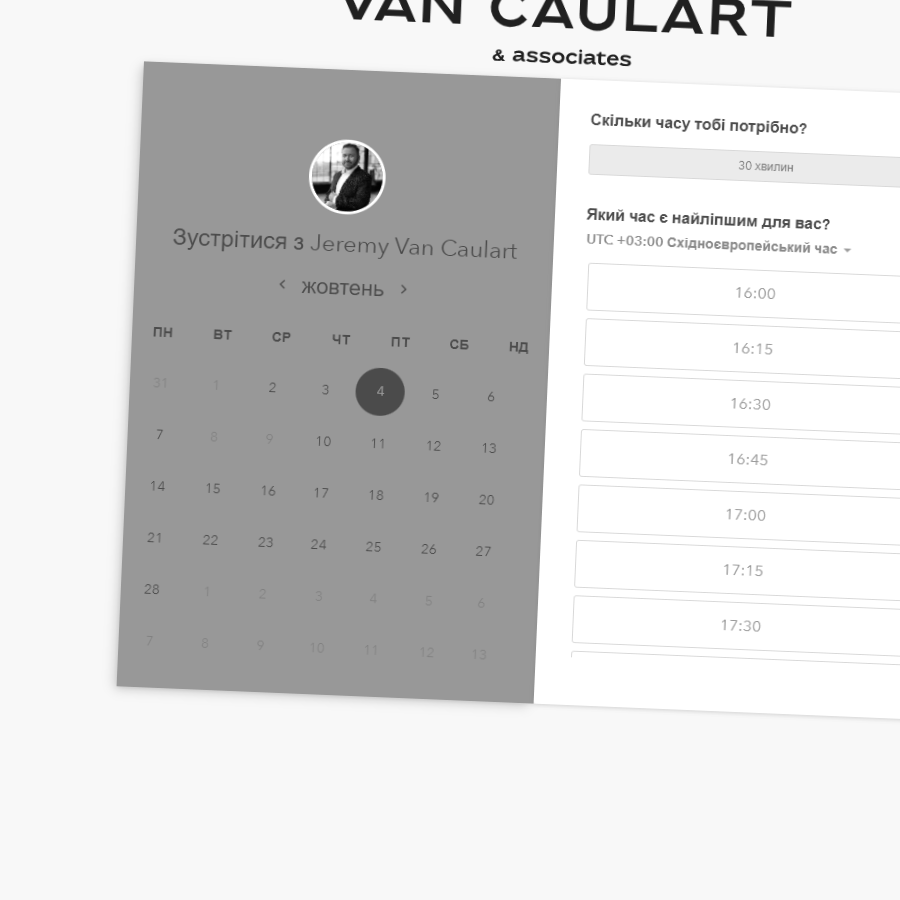 VAN CAULART
& associates
Зустрітися з Jeremy Van Caulart
жовтень
ПН ВТ СР ЧТ ПТ СБ НД
31 1 2 3 4 5 6
7 8 9 10 11 12 13
14 15 16 17 18 19 20
21 22 23 24 25 26 27
28 1 2 3 4 5 6
7 8 9 10 11 12 13
Скільки часу тобі потрібно?
30 хвилин
Який час є найліпшим для вас?
UTC +03:00 Східноєвропейський час
16:00
16:15
16:30
16:45
17:00
17:15
17:30